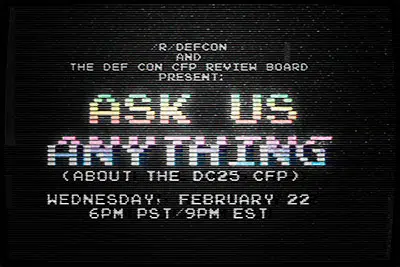 /R/DEFCON
AND
THE DEF CON CFP REVIEW BOARD
PRESENT:
ASK US
ANYTHING
(ABOUT THE DC25 CFP)
WEDNESDAY, FEBRUARY 22
6PM PST/9PM EST